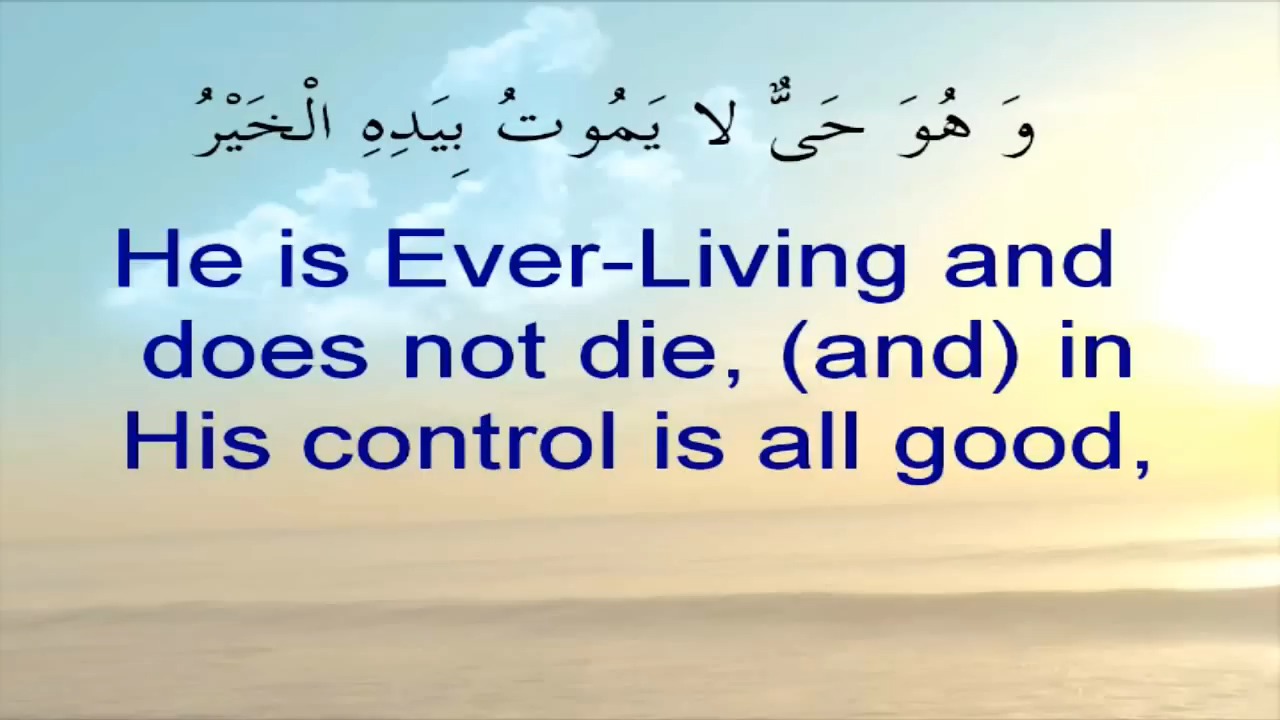 وَ هُوَ حَىٌّ لا يَمُوتُ بِيَدِهِ الْخَيْرُ
He is Ever-Living and
does not die, (and) in
His control is all good,